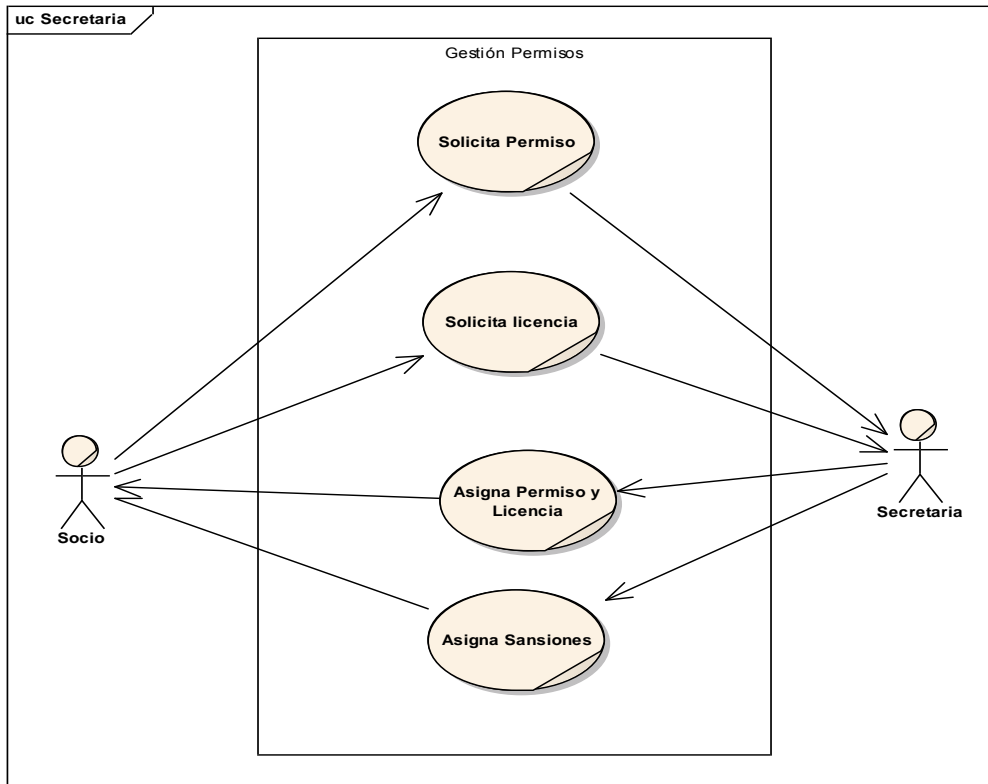 uc Secretaria
Gestión Permisos
Solicita Permiso
Solicita licencia
Asigna Permiso y
Licencia
Asigna Sansiones
Socio
Secretaria